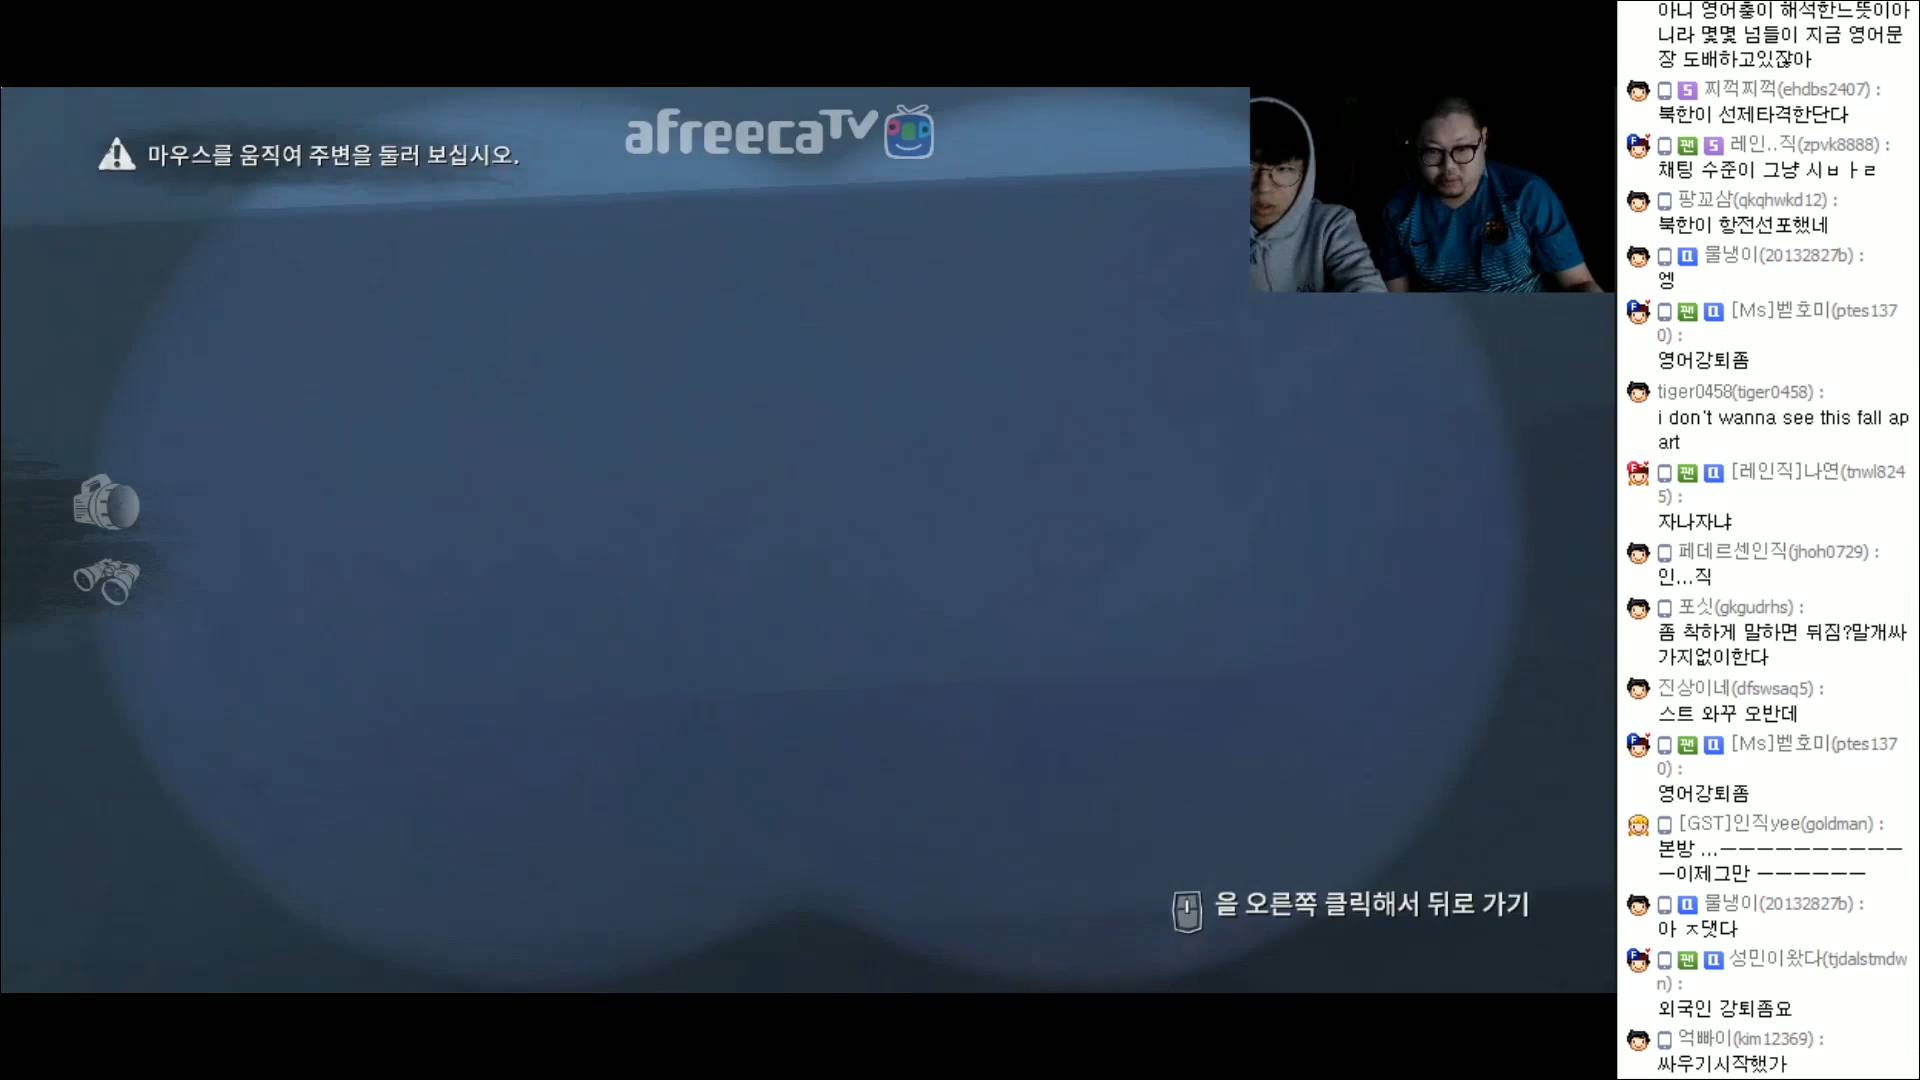 afreecaTV
마우스를 움직여 주변을 둘러 보십시오.
을 오른쪽 클릭해서 뒤로 가기
아니 영어충이 해석한느뜻이아
니라 몇몇 넘들이 지금 영어문
장 도배하고있잖아
S 찌꺽찌꺽(ehdbs2407) :
북한이 선제타격한단다
팬 S 레인..직(zpvk8888) :
채팅 수준이 그냥 시ㅂㅏㄹ
팡꼬삼(qkqhwkd12) :
북한이 항전선포했네
물냉이(20132827b) :
엥
팬 [Ms]벧호미(ptes137
0) :
영어강퇴좀
tiger0458(tiger0458) :
i don't wanna see this fall ap
art
팬 [레인직]나연(tnwl824
5) :
자나자냐
페데르센인직(jhoh0729) :
인...직
포싯(gkgudrhs) :
좀 착하게 말하면 뒤짐?말개싸
가지없이한다
진상이네(dfswsaq5) :
스트 와꾸 오반데
팬 [Ms]벧호미(ptes137
0) :
영어강퇴좀
[GST]인직yee(goldman) :
본방 ...ㅡㅡㅡㅡㅡㅡㅡㅡㅡㅡ
ㅡ이제그만 ㅡㅡㅡㅡㅡㅡ
물냉이(20132827b) :
아 ㅈ댓다
팬 성민이왔다(tjdalstmdw
n) :
외국인 강퇴좀요
억빠이(kim12369) :
싸우기시작했가